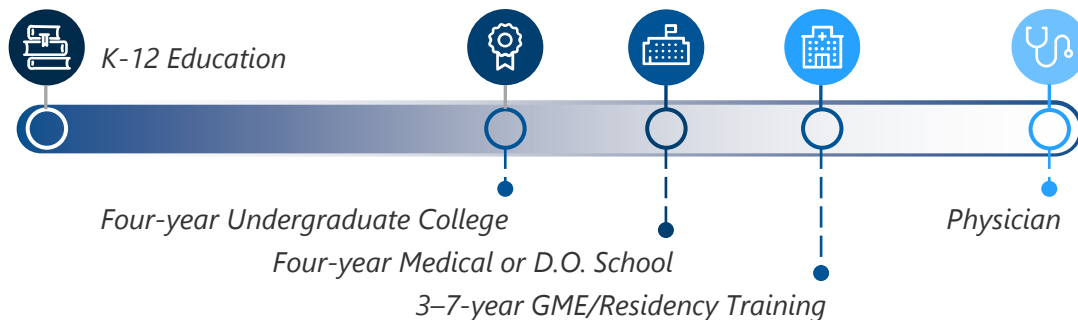 K-12 Education
Four-year Undergraduate College
Physician
Four-year Medical or D.O. School
3–7-year GME/Residency Training